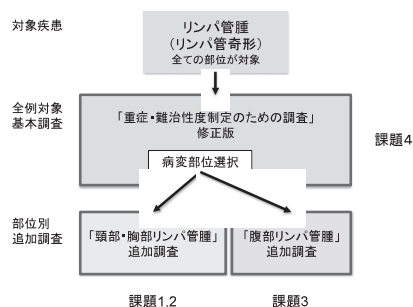 対象疾患
リンパ管腫
（リンパ管奇形）
全ての部位が対象
全例対象
基本調査
「重症・難治性度制定のための調査」
修正版
課題4
病変部位選択
部位別
追加調査
「頸部・胸部リンパ管腫」
追加調査
「腹部リンパ管腫」
追加調査
課題1.2
課題3